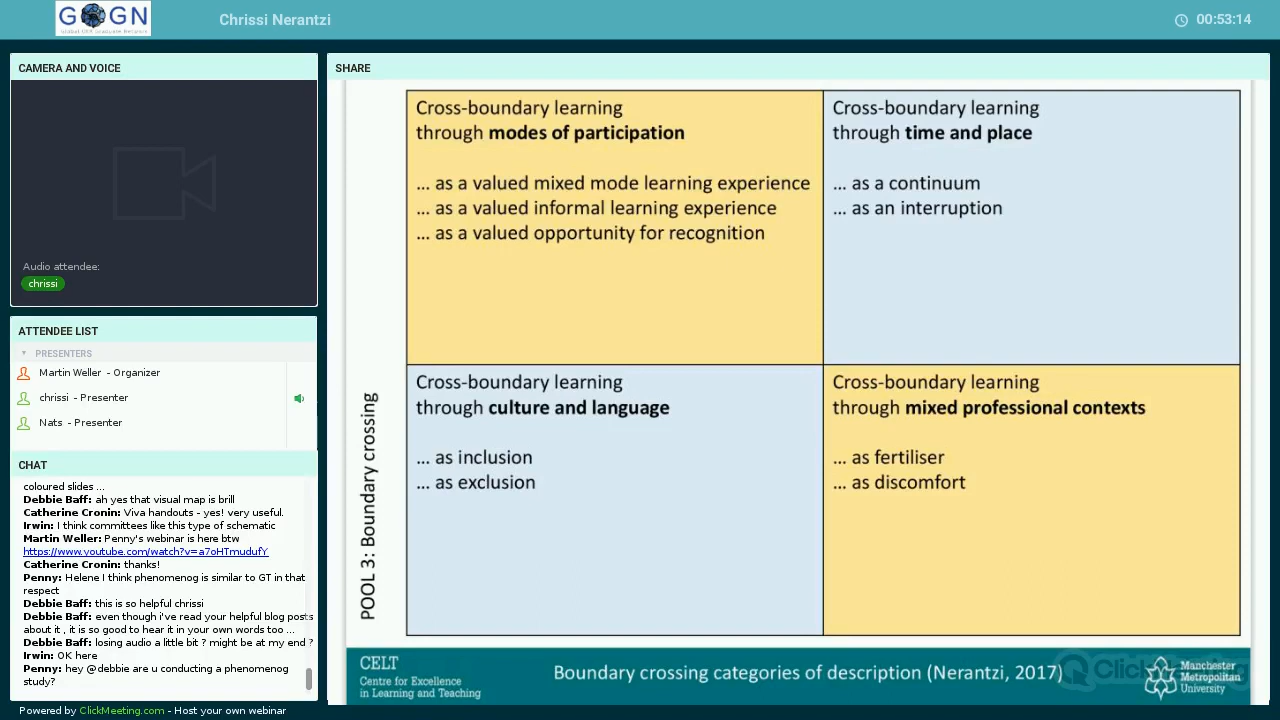 GOGN
Global OER Graduate Network
Chrissi Nerantzi
00:53:14
CAMERA AND VOICE
Audio attendee:
chrissi
ATTENDEE LIST
PRESENTERS
Martin Weller - Organizer
chrissi - Presenter
Nats - Presenter
CHAT
coloured slides ...
Debbie Baff: ah yes that visual map is brill
Catherine Cronin: Viva handouts - yes! very useful.
Irwin: I think committees like this type of schematic
Martin Weller: Penny's webinar is here btw
https://www.youtube.com/watch?v=a7oHTmudufY
Catherine Cronin: thanks!
Penny: Helene I think phenomenog is similar to GT in that
respect
Debbie Baff: this is so helpful chrissi
Debbie Baff: even though i've read your helpful blog posts
about it , it is so good to hear it in your own words too ...
Debbie Baff: losing audio a little bit ? might be at my end ?
Irwin: OK here
Penny: hey @debbie are u conducting a phenomenog
study?
Powered by ClickMeeting.com - Host your own webinar
SHARE
POOL 3: Boundary crossing
Cross-boundary learning
through modes of participation
... as a valued mixed mode learning experience
... as a valued informal learning experience
... as a valued opportunity for recognition
Cross-boundary learning
through time and place
... as a continuum
... as an interruption
Cross-boundary learning
through culture and language
... as inclusion
... as exclusion
Cross-boundary learning
through mixed professional contexts
... as fertiliser
... as discomfort
CELT
Centre for Excellence
in Learning and Teaching
Boundary crossing categories of description (Nerantzi, 2017)
ClickMeeting
Manchester
Metropolitan
University